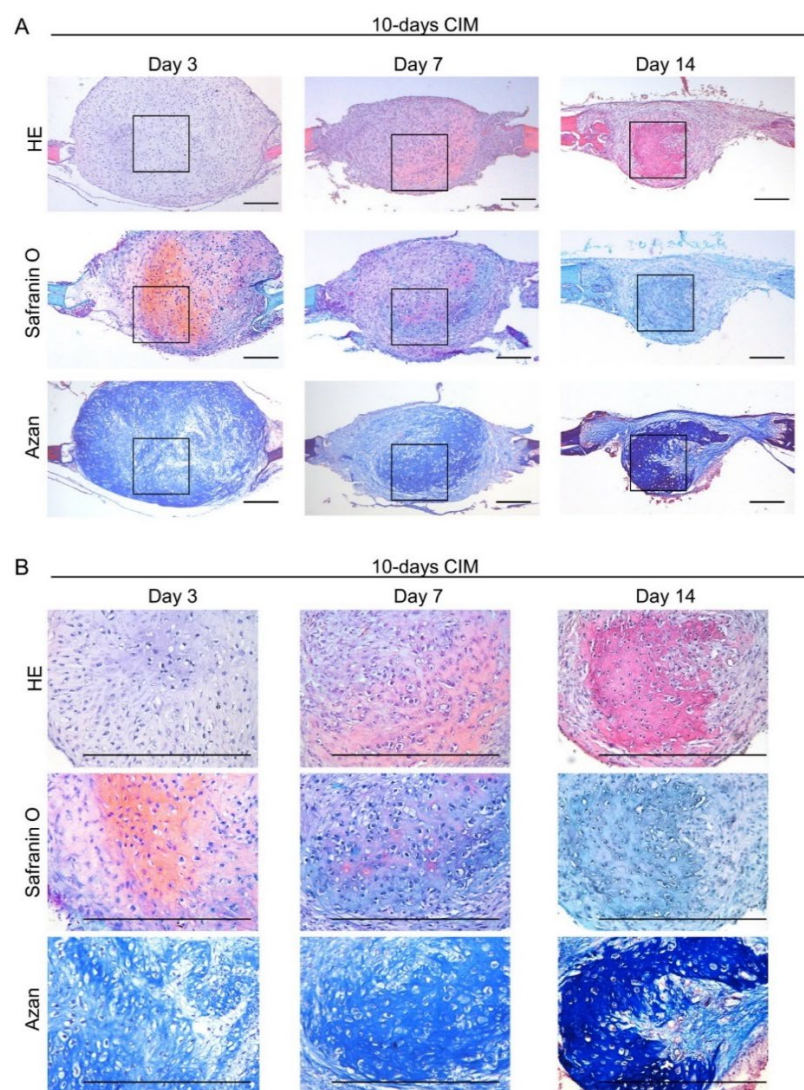 A
10-days CIM
Day 3 Day 7 Day 14
HE
Safranin O
Azan
B
10-days CIM
Day 3 Day 7 Day 14
HE
Safranin O
Azan